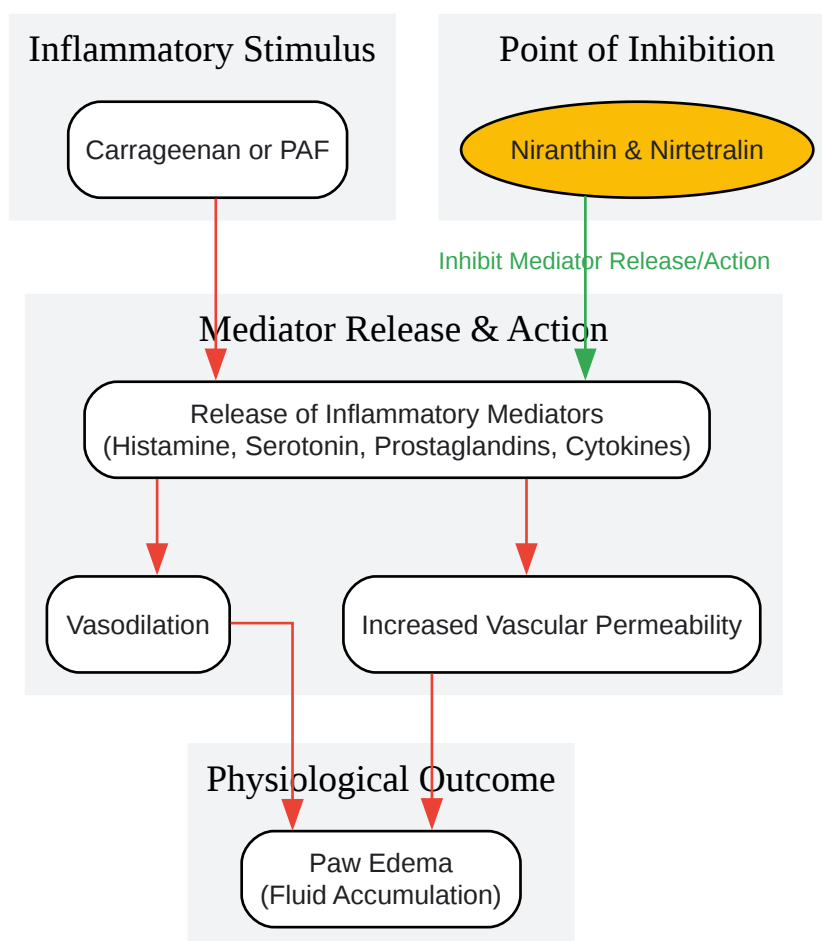 Inflammatory Stimulus
Point of Inhibition
Carrageenan or PAF
Niranthin & Nirtetralin
Inhibit Mediator Release/Action
Mediator Release & Action
Release of Inflammatory Mediators
(Histamine, Serotonin, Prostaglandins, Cytokines)
Vasodilation
Increased Vascular Permeability
Physiological Outcome
Paw Edema
(Fluid Accumulation)